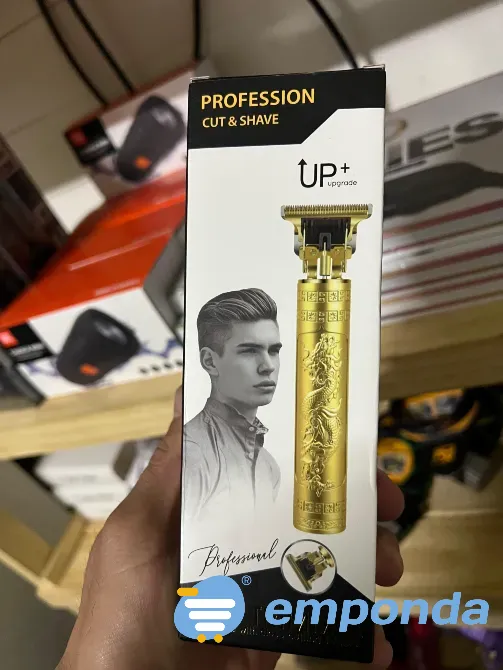 PROFESSION
CUT & SHAVE
UP+
upgrade
Professional
emponda
®